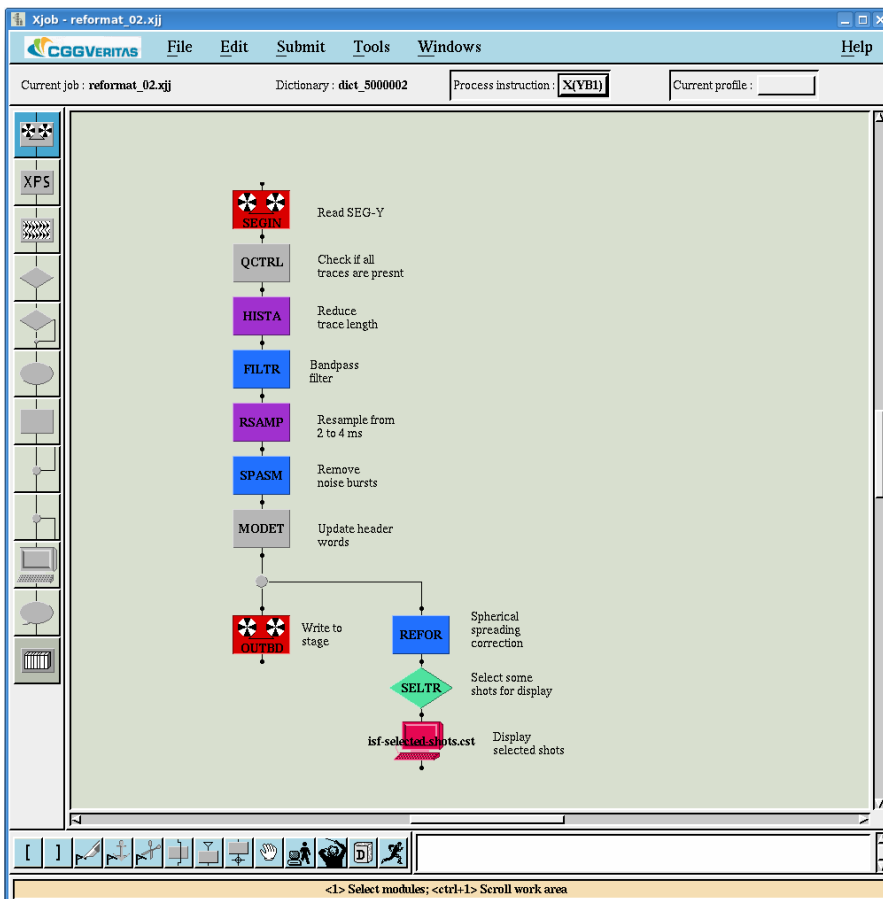 Xjob - reformat_02.xjj
CGGVERITAS File Edit Submit Tools Windows Help
Current job : reformat_02.xjj Dictionary : dict_5000002 Process instruction : X(YB1) Current profile :
XPS
SEGIN
Read SEG-Y
QCTRL
Check if all
traces are presnt
HISTA
Reduce
trace length
FILTR
Bandpass
filter
RSAMP
Resample from
2 to 4 ms
SPASM
Remove
noise bursts
MODET
Update header
words
OUTBD
Write to
stage
REFOR
Spherical
spreading
correction
SELTR
Select some
shots for display
isf-selected-shots.cst
Display
selected shots
[ ] D
<1> Select modules; <ctrl+1> Scroll work area